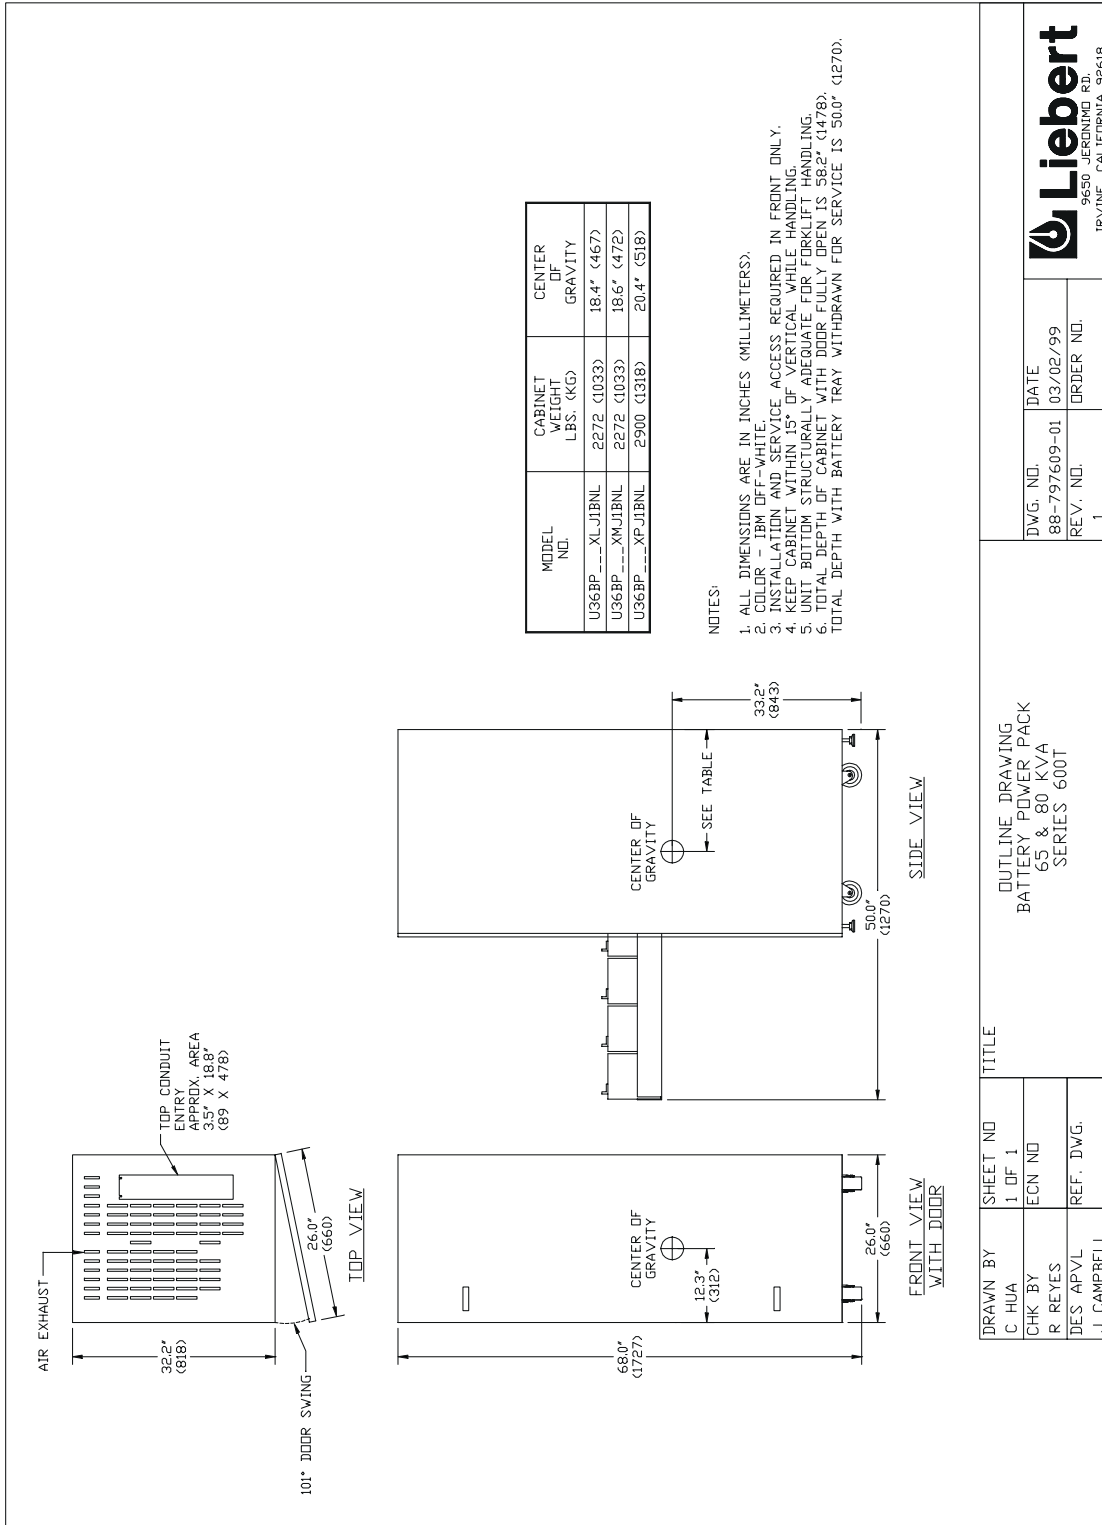 AIR EXHAUST
TOP CONDUIT
ENTRY
APPROX. AREA
3.5" X 18.8"
(89 X 478)
32.2"
(818)
26.0"
(660)
101° DOOR SWING
TOP VIEW
68.0"
(1727)
CENTER OF
GRAVITY
12.3"
(312)
26.0"
(660)
FRONT VIEW
WITH DOOR
CENTER OF
GRAVITY
SEE TABLE
33.2"
(843)
50.0"
(1270)
SIDE VIEW
MODEL NO. CABINET WEIGHT LBS. (KG) CENTER OF GRAVITY
U36BP___XLJ1BNL 2272 (1033) 18.4" (467)
U36BP___XMJ1BNL 2272 (1033) 18.6" (472)
U36BP___XPJ1BNL 2900 (1318) 20.4" (518)
NOTES:
1. ALL DIMENSIONS ARE IN INCHES (MILLIMETERS).
2. COLOR - IBM OFF-WHITE.
3. INSTALLATION AND SERVICE ACCESS REQUIRED IN FRONT ONLY.
4. KEEP CABINET WITHIN 15° OF VERTICAL WHILE HANDLING.
5. UNIT BOTTOM STRUCTURALLY ADEQUATE FOR FORKLIFT HANDLING.
6. TOTAL DEPTH OF CABINET WITH DOOR FULLY OPEN IS 58.2" (1478).
TOTAL DEPTH WITH BATTERY TRAY WITHDRAWN FOR SERVICE IS 50.0" (1270).
DRAWN BY
C HUA
CHK BY
R REYES
DES APVL
J CAMPBELL
SHEET NO
1 OF 1
ECN NO
REF. DWG.
TITLE
OUTLINE DRAWING
BATTERY POWER PACK
65 & 80 KVA
SERIES 600T
DWG. NO.
88-797609-01
REV. NO.
1
DATE
03/02/99
ORDER NO.
Liebert
9650 JERONIMO RD.
IRVINE, CALIFORNIA 92618